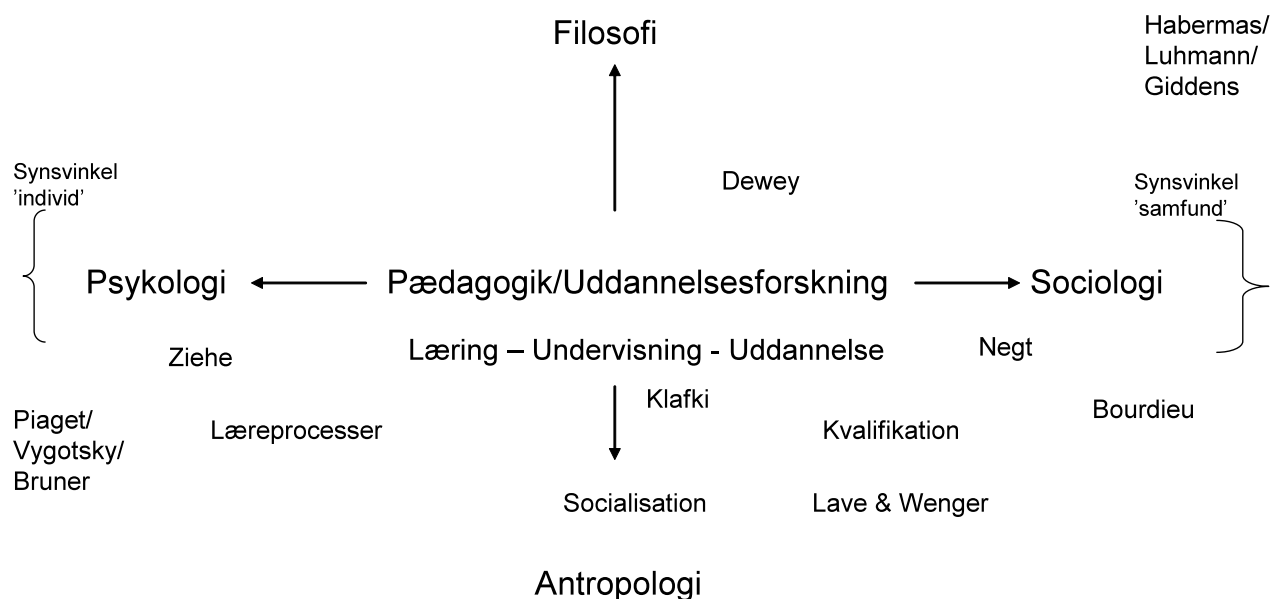 Filosofi
Habermas/
Luhmann/
Giddens
Synsvinkel
’individ’
Dewey
Synsvinkel
’samfund’
Psykologi
Pædagogik/Uddannelsesforskning
Sociologi
Ziehe
Læring – Undervisning - Uddannelse
Negt
Klafki
Piaget/
Vygotsky/
Bruner
Læreprocesser
Kvalifikation
Bourdieu
Socialisation
Lave & Wenger
Antropologi